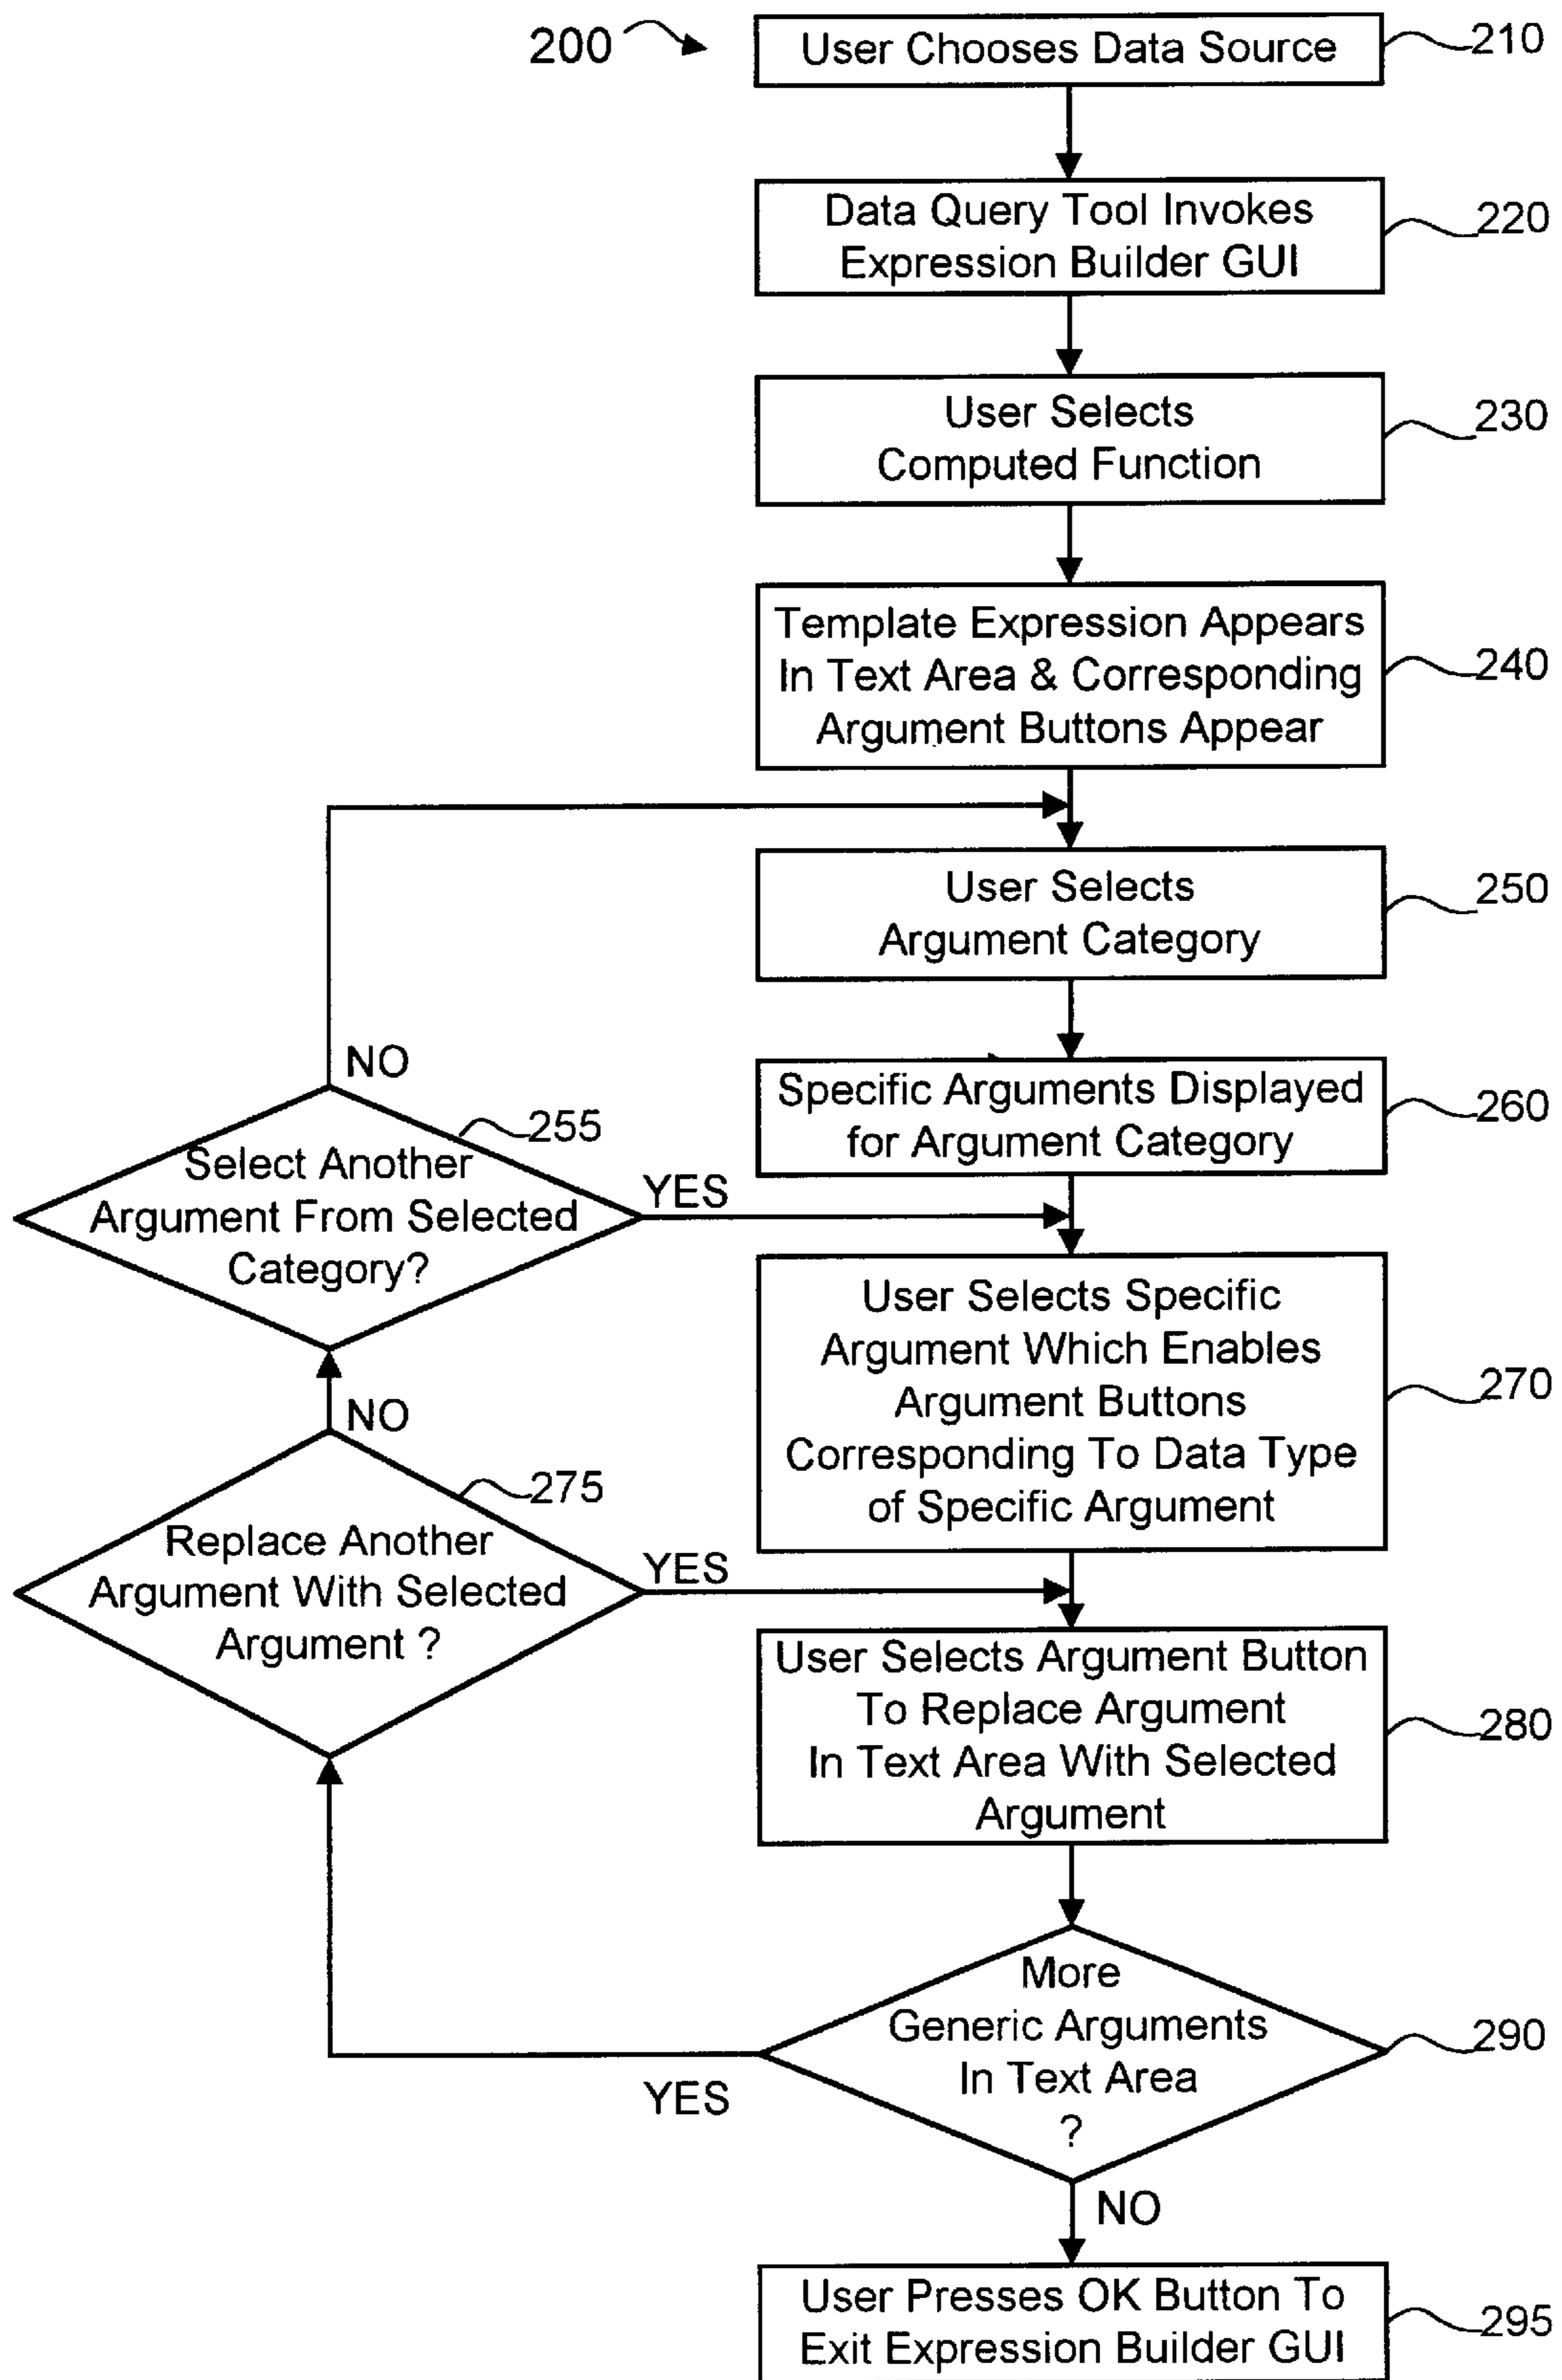 200
User Chooses Data Source
210
Data Query Tool Invokes
Expression Builder GUI
220
User Selects
Computed Function
230
Template Expression Appears
In Text Area & Corresponding
Argument Buttons Appear
240
User Selects
Argument Category
250
NO
255
Select Another
Argument From Selected
Category?
YES
Specific Arguments Displayed
for Argument Category
260
User Selects Specific
Argument Which Enables
Argument Buttons
Corresponding To Data Type
of Specific Argument
270
NO
275
Replace Another
Argument With Selected
Argument ?
YES
User Selects Argument Button
To Replace Argument
In Text Area With Selected
Argument
280
More
Generic Arguments
In Text Area
?
290
YES
NO
User Presses OK Button To
Exit Expression Builder GUI
295